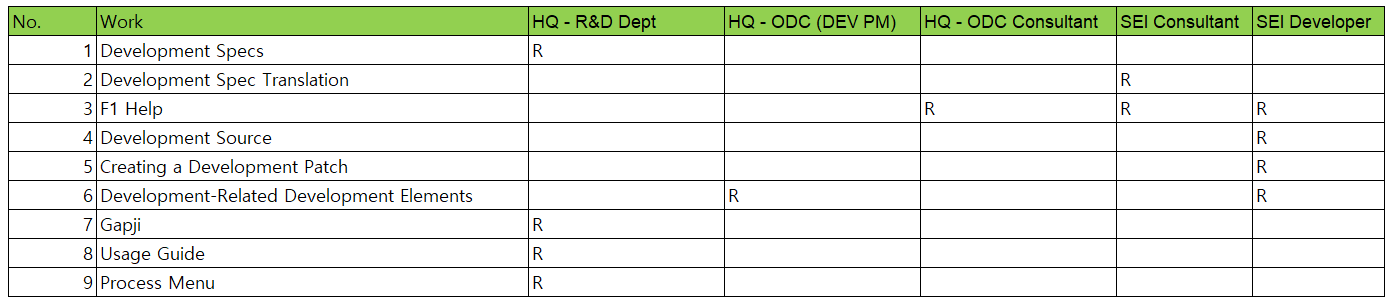 No. Work HQ - R&D Dept HQ - ODC (DEV PM) HQ - ODC Consultant SEI Consultant SEI Developer
1 Development Specs R
2 Development Spec Translation R
3 F1 Help R R R
4 Development Source R
5 Creating a Development Patch R
6 Development-Related Development Elements R R
7 Gapji R
8 Usage Guide R
9 Process Menu R